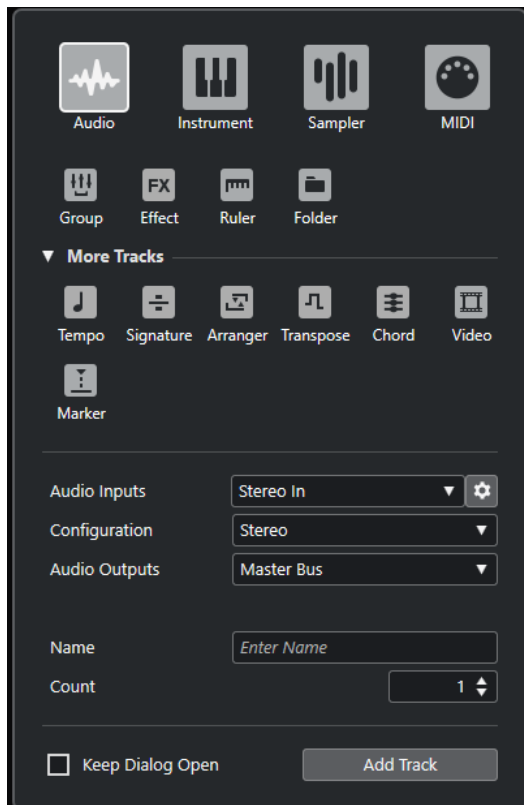 Audio Instrument Sampler MIDI
FX
Group Effect Ruler Folder
▼ More Tracks
Tempo Signature Arranger Transpose Chord Video
Marker
Audio Inputs Stereo In ▼
Configuration Stereo ▼
Audio Outputs Master Bus ▼
Name Enter Name
Count 1
Keep Dialog Open Add Track